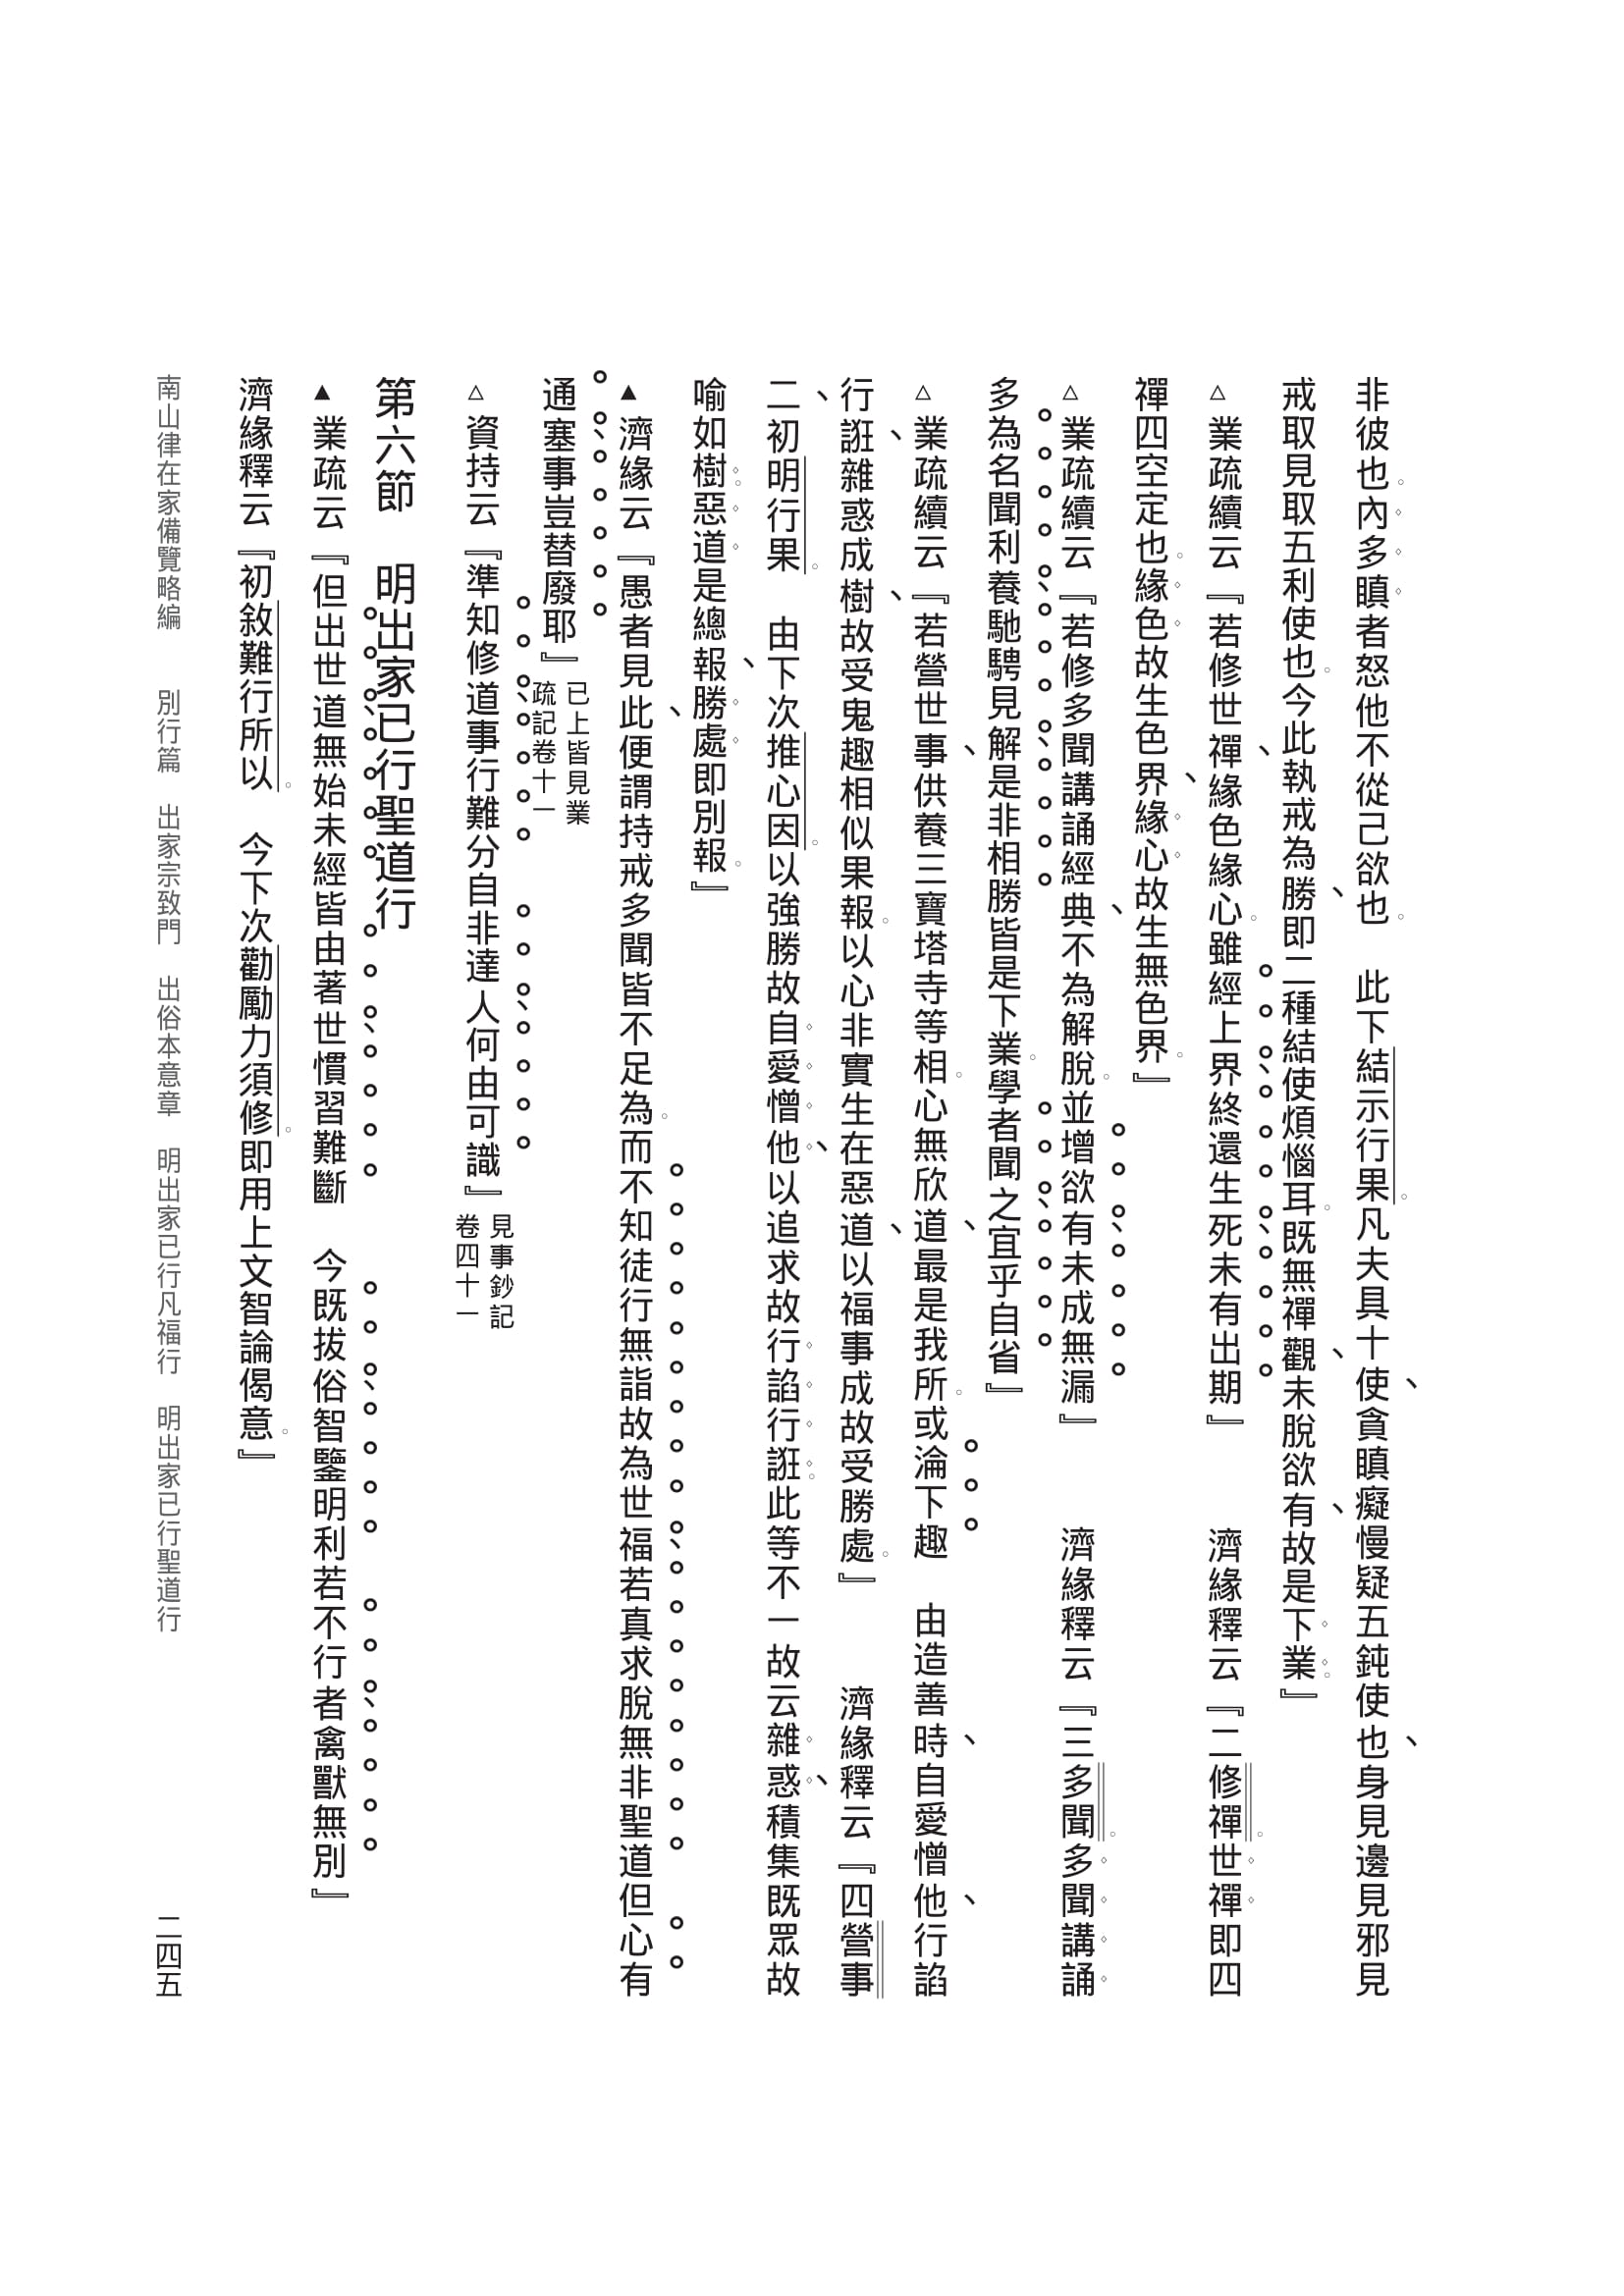 非彼也內多瞋者怒他不從己欲也　此下結示行果凡夫具十使貪瞋癡慢疑五鈍使也身見邊見邪見
戒取見取五利使也今此執戒為勝即二種結使煩惱耳既無禪觀未脫欲有故是下業』
△業疏續云『若修世禪緣色緣心雖經上界終還生死未有出期』　　濟緣釋云『二修禪世禪即四
禪四空定也緣色故生色界緣心故生無色界』
△業疏續云『若修多聞講誦經典不為解脫並增欲有未成無漏』　　濟緣釋云『三多聞多聞講誦
多為名聞利養馳騁見解是非相勝皆是下業學者聞之宜乎自省』
△業疏續云『若營世事供養三寶塔寺等相心無欣道最是我所或淪下趣　由造善時自愛憎他行諂
行誑雜惑成樹故受鬼趣相似果報以心非實生在惡道以福事成故受勝處』　　濟緣釋云『四營事
二初明行果　由下次推心因以強勝故自愛憎他以追求故行諂行誑此等不一故云雜惑積集既眾故
喻如樹惡道是總報勝處即別報』
▲濟緣云『愚者見此便謂持戒多聞皆不足為而不知徒行無詣故為世福若真求脫無非聖道但心有
通塞事豈替廢耶』已上皆見業疏記卷十一
△資持云『準知修道事行難分自非達人何由可識』見事鈔記卷四十一
第六節　明出家已行聖道行
▲業疏云『但出世道無始未經皆由著世慣習難斷　今既拔俗智鑒明利若不行者禽獸無別』
濟緣釋云『初敘難行所以　今下次勸勵力須修即用上文智論偈意』
南山律在家備覽略編　　別行篇　出家宗致門　出俗本意章　明出家已行凡福行　明出家已行聖道行
二四五